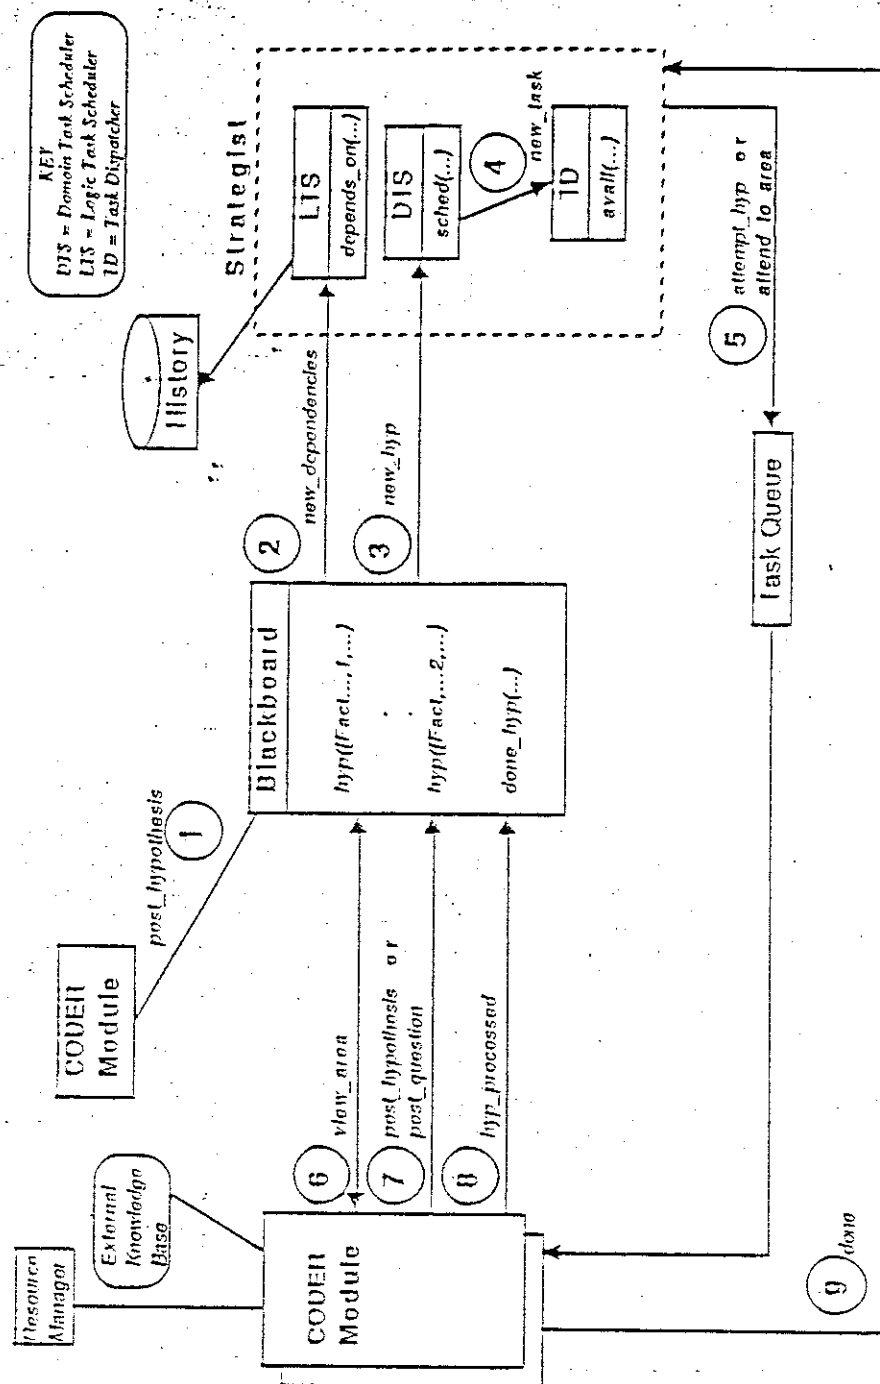 KEY
DTS = Domain Task Scheduler
LTS = Logic Task Scheduler
TD = Task Dispatcher
Resource
Manager
External
Knowledge
Base
CODER
Module
post_hypothesis
1
History
Strategist
LTS
depends_on(...)
DTS
sched(...)
4
new_task
TD
avail(...)
Blackboard
hyp([Fact...,1,...)
.
.
hyp([Fact,...2,...)
done_hyp(...)
2
new_dependencies
3
new_hyp
CODER
Module
6
view_area
7
post_hypothesis or
post_question
8
hyp_processed
5
attempt_hyp or
attend to area
Task Queue
9
done